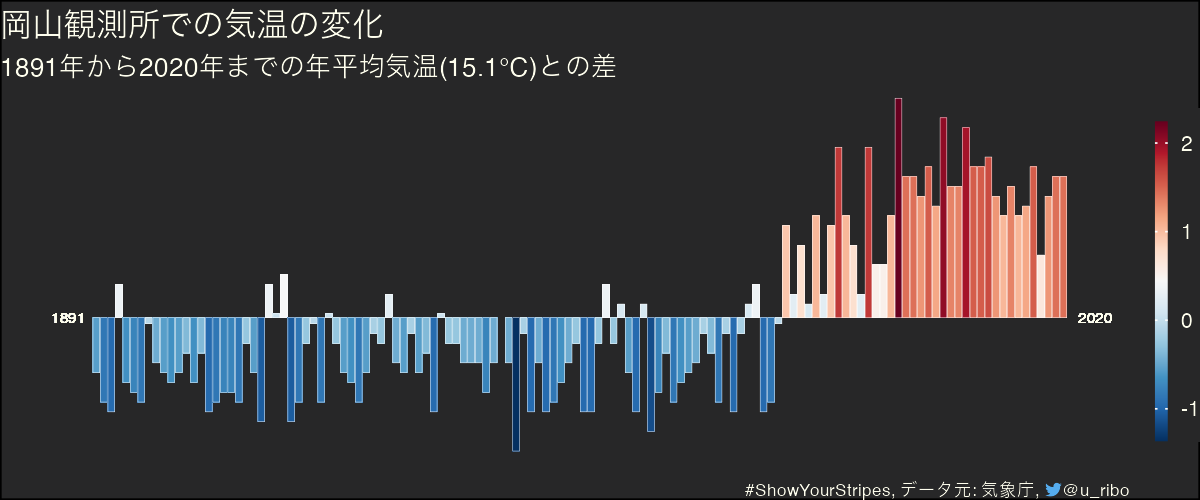 岡山観測所での気温の変化
1891年から2020年までの年平均気温(15.1°C)との差
2
1
0
-1
1891
2020
#ShowYourStripes, データ元: 気象庁, @u_ribo